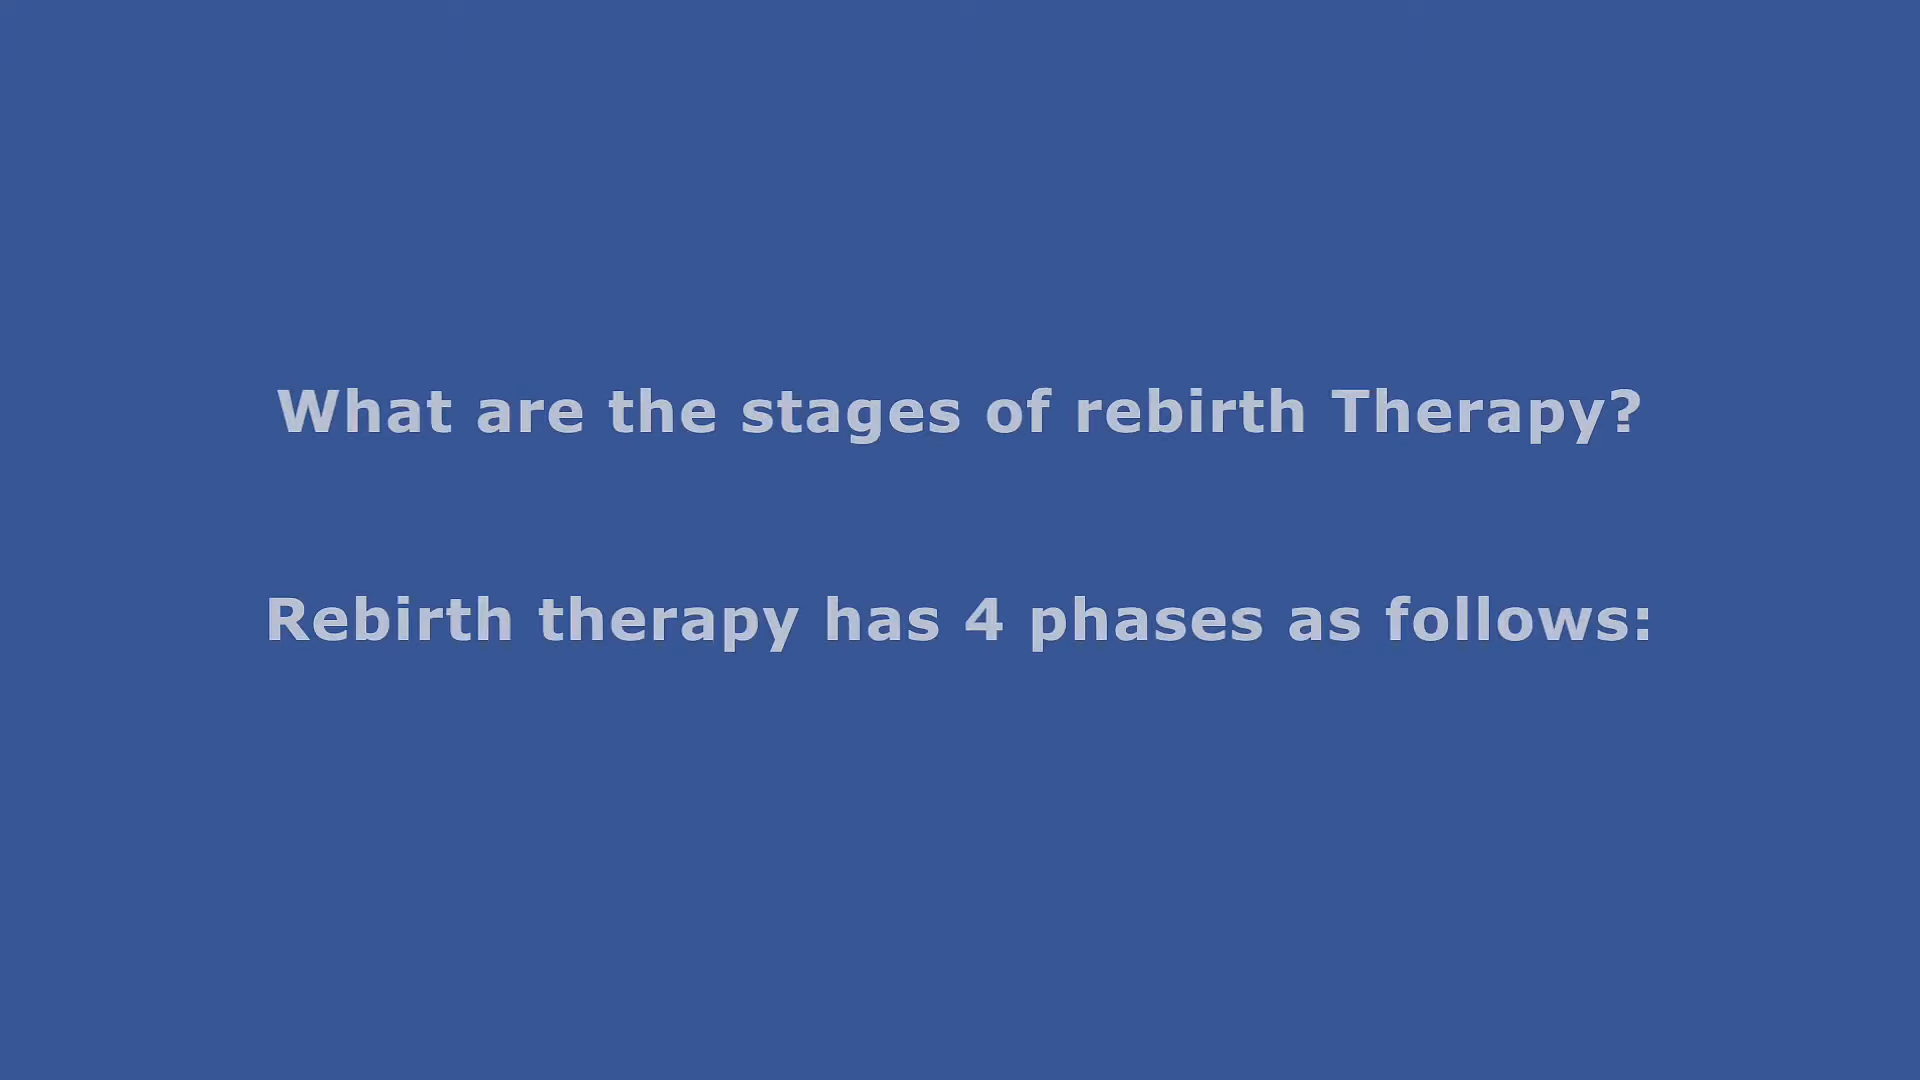 What are the stages of rebirth Therapy?
Rebirth therapy has 4 phases as follows: